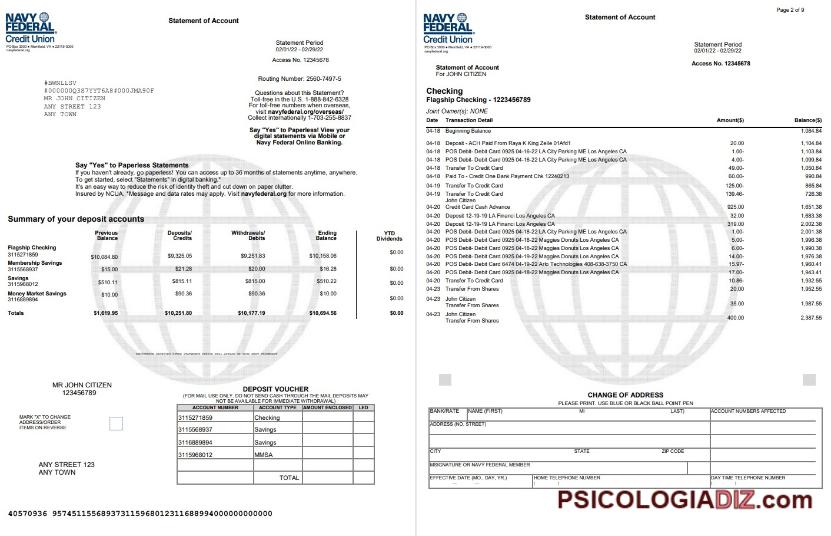 NAVY
FEDERAL
Credit Union
Statement of Account
Statement Period
02/01/22 - 02/29/22
Access No. 12345678
Routing Number: 2560-7497-5
#BWNLLSV
#000000Q387YYT6A8#000JMA90F
MR JOHN CITIZEN
ANY STREET 123
ANY TOWN
Questions about this Statement?
Toll-free in the U.S. 1-888-842-6328
For toll-free numbers when overseas,
visit navyfederal.org/overseas/
Collect internationally 1-703-255-8837
Say "Yes" to Paperless! View your
digital statements via Mobile or
Navy Federal Online Banking.
Say "Yes" to Paperless Statements
If you haven't already, go paperless! You can access up to 36 months of statements anytime, anywhere.
To get started, select "Statements" in digital banking.*
It's an easy way to reduce the risk of identity theft and cut down on paper clutter.
Insured by NCUA. *Message and data rates may apply. Visit navyfederal.org for more information.
Summary of your deposit accounts
Previous Balance Deposits/ Credits Withdrawals/ Debits Ending Balance YTD Dividends
Flagship Checking
3115271859 $10,084.80 $9,325.05 $9,251.83 $10,158.06 $0.00
Membership Savings
3115568937 $15.00 $21.28 $20.00 $16.28 $0.00
Savings
3115968012 $510.11 $815.11 $815.00 $510.22 $0.00
Money Market Savings
3116889894 $10.00 $90.36 $90.36 $10.00 $0.00
Totals $1,619.95 $10,251.80 $10,177.19 $10,694.56 $0.00
MR JOHN CITIZEN
123456789
DEPOSIT VOUCHER
(FOR MAIL USE ONLY. DO NOT SEND CASH THROUGH THE MAIL DEPOSITS MAY
NOT BE AVAILABLE FOR IMMEDIATE WITHDRAWAL)
ACCOUNT NUMBER ACCOUNT TYPE AMOUNT ENCLOSED LED
3115271859 Checking
3115568937 Savings
3116889894 Savings
3115968012 MMSA
TOTAL
MARK "X" TO CHANGE
ADDRESS/ORDER
ITEMS ON REVERSE
ANY STREET 123
ANY TOWN
Page 2 of 9
NAVY
FEDERAL
Credit Union
Statement of Account
Statement Period
02/01/22 - 02/29/22
Access No. 12345678
Statement of Account
For JOHN CITIZEN
Checking
Flagship Checking - 1223456789
Joint Owner(s): NONE
Date Transaction Detail Amount($) Balance($)
04-18 Beginning Balance 1,084.84
04-18 Deposit - ACH Paid From Raya K King Zelle 20.00 1,104.84
04-18 POS Debit- Debit Card 0925 04-18-22 LA City Parking ME Los Angeles CA 1.00- 1,103.84
04-18 POS Debit- Debit Card 0925 04-16-22 LA City Parking ME Los Angeles CA 4.00- 1,099.84
04-18 Transfer To Credit Card 49.00- 1,050.84
04-18 Paid To - Credit One Bank Payment Chk 12240213 60.00- 990.84
04-19 Transfer To Credit Card 125.00- 865.84
04-19 Transfer To Credit Card 139.46- 726.38
John Citizen
04-20 Credit Card Cash Advance 925.00 1,651.38
04-20 Deposit 12-19-19 LA Financi Los Angeles CA 32.00 1,683.38
04-20 Deposit 12-19-19 LA Financi Los Angeles CA 319.00 2,002.38
04-20 POS Debit- Debit Card 0925 04-18-22 LA City Parking ME Los Angeles CA 1.00- 2,001.38
04-20 POS Debit- Debit Card 0925 04-18-22 Maggies Donuts Los Angeles CA 5.00- 1,996.38
04-20 POS Debit- Debit Card 0925 04-18-22 Maggies Donuts Los Angeles CA 6.00- 1,990.38
04-20 POS Debit- Debit Card 0925 04-18-22 Maggies Donuts Los Angeles CA 14.00- 1,976.38
04-20 POS Debit- Debit Card 6474 04-19-22 Arlo Technologies 408-638-3750 CA 15.97- 1,960.41
04-20 POS Debit- Debit Card 0925 04-18-22 Maggies Donuts Los Angeles CA 17.00- 1,943.41
04-20 Transfer To Credit Card 10.86- 1,932.55
04-23 Transfer From Shares 20.00 1,952.55
04-23 John Citizen
Transfer From Shares 35.00 1,987.55
04-23 John Citizen
Transfer From Shares 400.00 2,387.55
CHANGE OF ADDRESS
PLEASE PRINT. USE BLUE OR BLACK BALL POINT PEN
BANK/RATE NAME (FIRST) MI LAST) ACCOUNT NUMBERS AFFECTED
ADDRESS (NO. STREET)
CITY STATE ZIP CODE
MSIGNATURE OR NAVY FEDERAL MEMBER
EFFECTIVE DATE (MO., DAY, YR.) HOME TELEPHONE NUMBER DAY TIME TELEPHONE NUMBER
PSICOLOGIADIZ.com